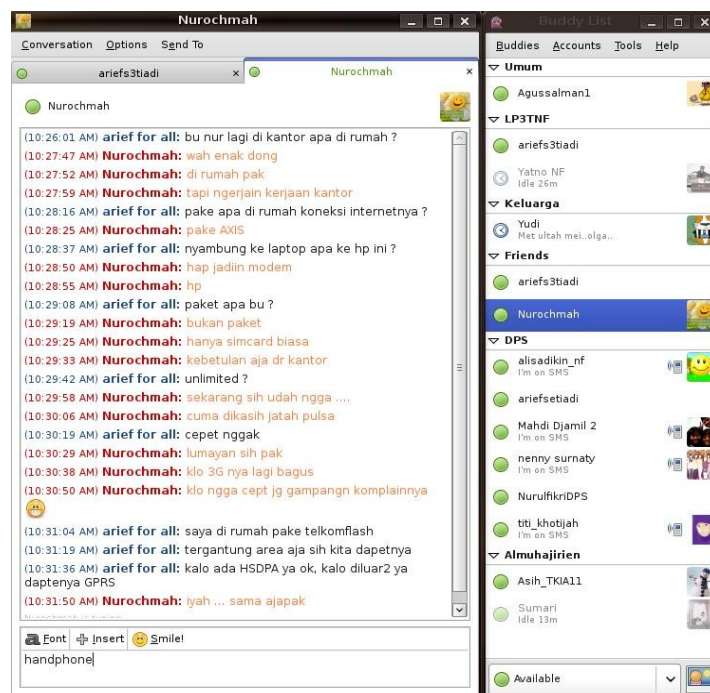 Nurochmah
Conversation Options Send To
ariefs3tiadi
Nurochmah
Nurochmah
(10:26:01 AM) arief for all: bu nur lagi di kantor apa di rumah ?
(10:27:47 AM) Nurochmah: wah enak dong
(10:27:52 AM) Nurochmah: di rumah pak
(10:27:59 AM) Nurochmah: tapi ngerjain kerjaan kantor
(10:28:16 AM) arief for all: pake apa di rumah koneksi internetnya ?
(10:28:25 AM) Nurochmah: pake AXIS
(10:28:37 AM) arief for all: nyambung ke laptop apa ke hp ini ?
(10:28:50 AM) Nurochmah: hap jadiin modem
(10:28:55 AM) Nurochmah: hp
(10:29:08 AM) arief for all: paket apa bu ?
(10:29:19 AM) Nurochmah: bukan paket
(10:29:25 AM) Nurochmah: hanya simcard biasa
(10:29:33 AM) Nurochmah: kebetulan aja dr kantor
(10:29:42 AM) arief for all: unlimited ?
(10:29:58 AM) Nurochmah: sekarang sih udah ngga ....
(10:30:06 AM) Nurochmah: cuma dikasih jatah pulsa
(10:30:19 AM) arief for all: cepet nggak
(10:30:29 AM) Nurochmah: lumayan sih pak
(10:30:38 AM) Nurochmah: klo 3G nya lagi bagus
(10:30:50 AM) Nurochmah: klo ngga cept jg gampangn komplainnya
(10:31:04 AM) arief for all: saya di rumah pake telkomflash
(10:31:19 AM) arief for all: tergantung area aja sih kita dapetnya
(10:31:36 AM) arief for all: kalo ada HSDPA ya ok, kalo diluar2 ya
daptenya GPRS
(10:31:50 AM) Nurochmah: iyah ... sama ajapak
Nurochmah is typing
Font Insert Smile!
handphone
Buddy List
Buddies Accounts Tools Help
Umum
Agussalman1
LP3TNF
ariefs3tiadi
Yatno NF
Idle 26m
Keluarga
Yudi
Met ultah mei..olga..
Friends
ariefs3tiadi
Nurochmah
DPS
alisadikin_nf
I'm on SMS
ariefsetiadi
Mahdi Djamil 2
I'm on SMS
nenny surnaty
I'm on SMS
NurulfikriDPS
titi_khotijah
I'm on SMS
Almuhajirien
Asih_TKIA11
Sumari
Idle 13m
Available